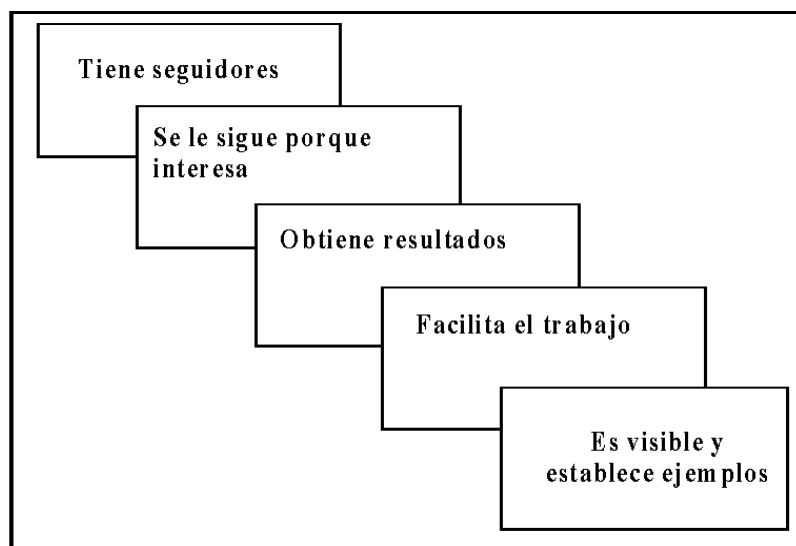 Tiene seguidores
Se le sigue porque
interesa
Obtiene resultados
Facilita el trabajo
Es visible y
establece ejemplos